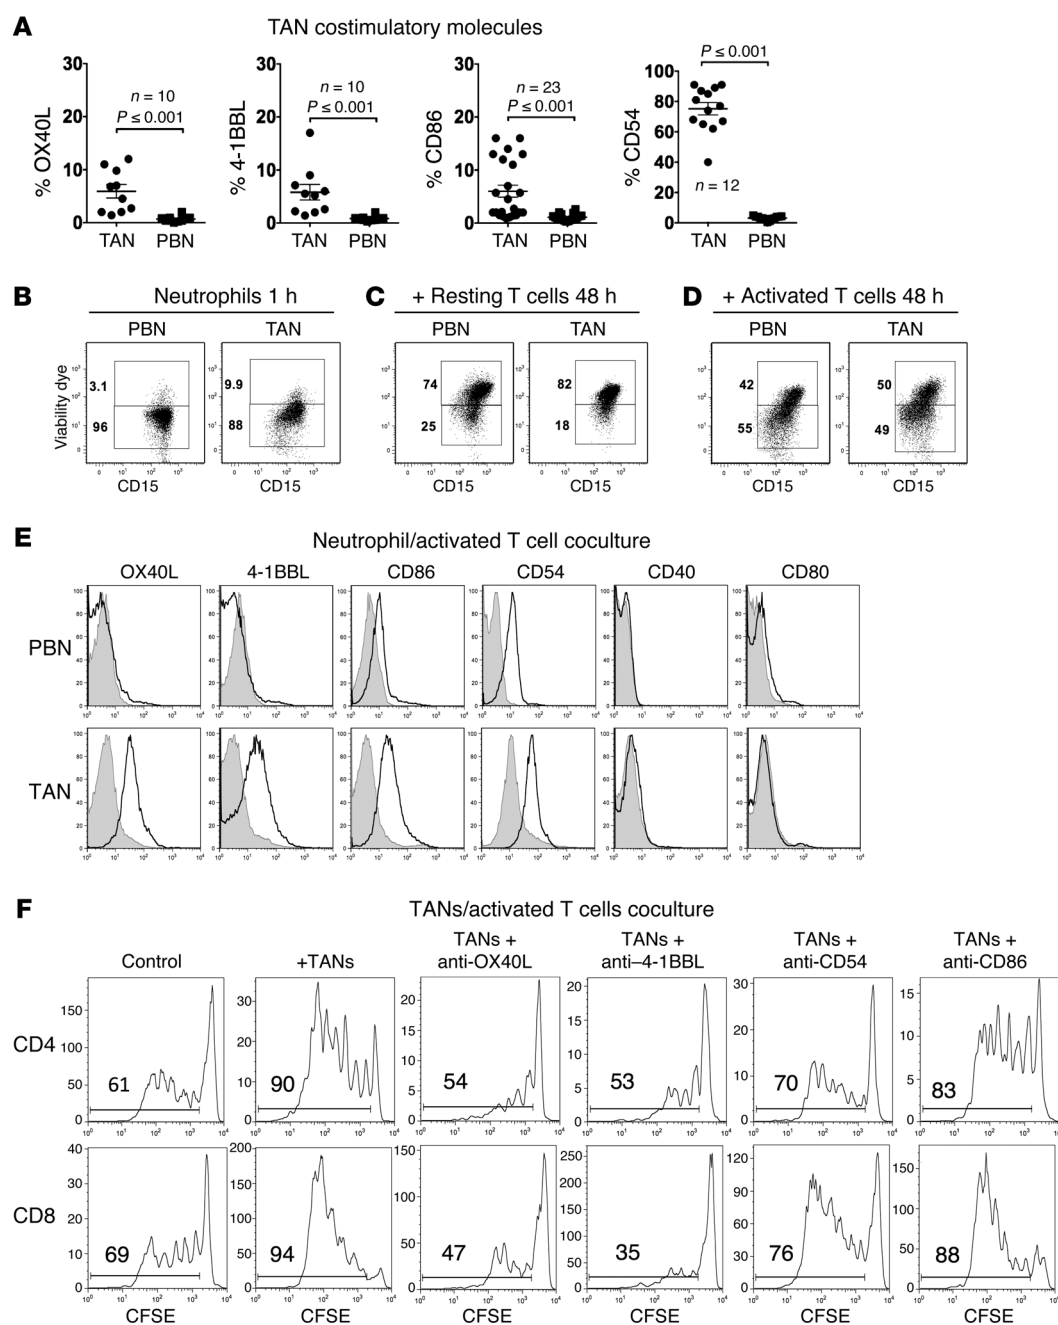 A TAN costimulatory molecules
% OX40L
30
20
10
0
n = 10
P ≤ 0.001
TAN PBN
% 4-1BBL
30
20
10
0
n = 10
P ≤ 0.001
TAN PBN
% CD86
30
20
10
0
n = 23
P ≤ 0.001
TAN PBN
% CD54
100
80
60
40
20
0
P ≤ 0.001
n = 12
TAN PBN
B Neutrophils 1 h
PBN TAN
Viability dye
3.1
96
9.9
88
CD15 CD15
C + Resting T cells 48 h
PBN TAN
74
25
82
18
CD15 CD15
D + Activated T cells 48 h
PBN TAN
42
55
50
49
CD15 CD15
E Neutrophil/activated T cell coculture
OX40L 4-1BBL CD86 CD54 CD40 CD80
PBN
TAN
F TANs/activated T cells coculture
Control
+TANs
TANs +
anti-OX40L
TANs +
anti–4-1BBL
TANs +
anti-CD54
TANs +
anti-CD86
CD4
61 90 54 53 70 83
CD8
69 94 47 35 76 88
CFSE CFSE CFSE CFSE CFSE CFSE